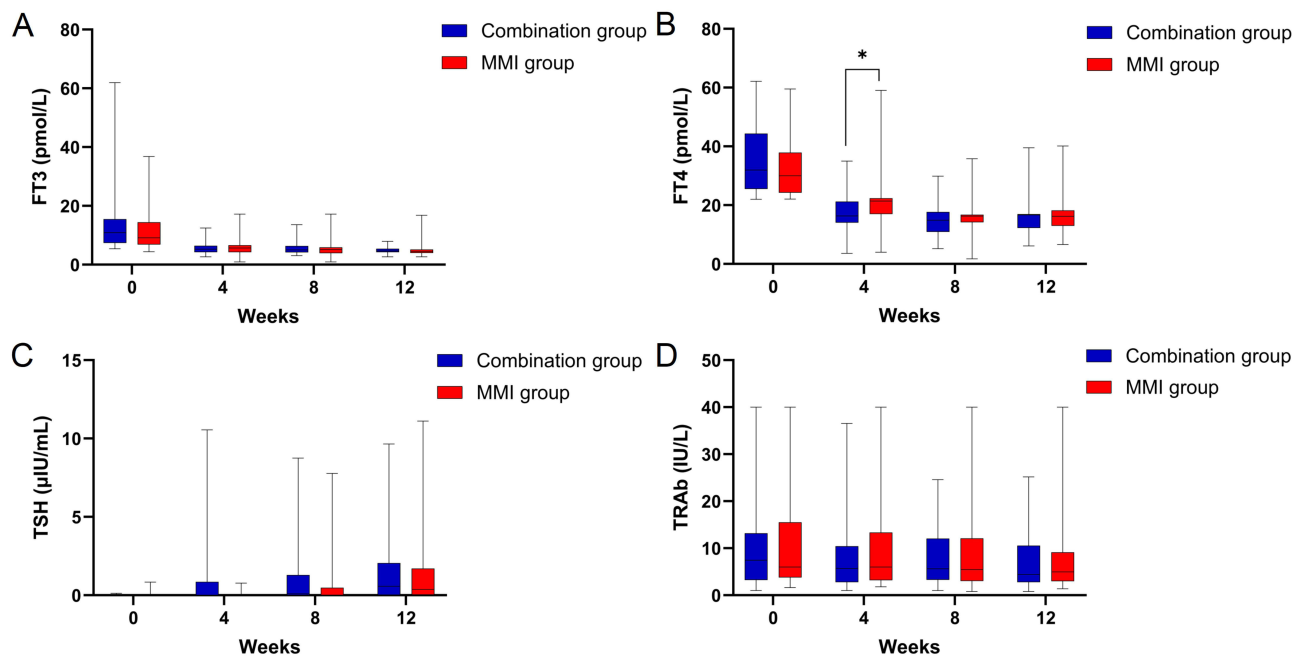 A
FT3 (pmol/L)
80
60
40
20
0
0 4 8 12
Weeks
Combination group
MMI group
B
FT4 (pmol/L)
80
60
40
20
0
*
0 4 8 12
Weeks
Combination group
MMI group
C
TSH (μIU/mL)
15
10
5
0
0 4 8 12
Weeks
Combination group
MMI group
D
TRAb (IU/L)
50
40
30
20
10
0
0 4 8 12
Weeks
Combination group
MMI group